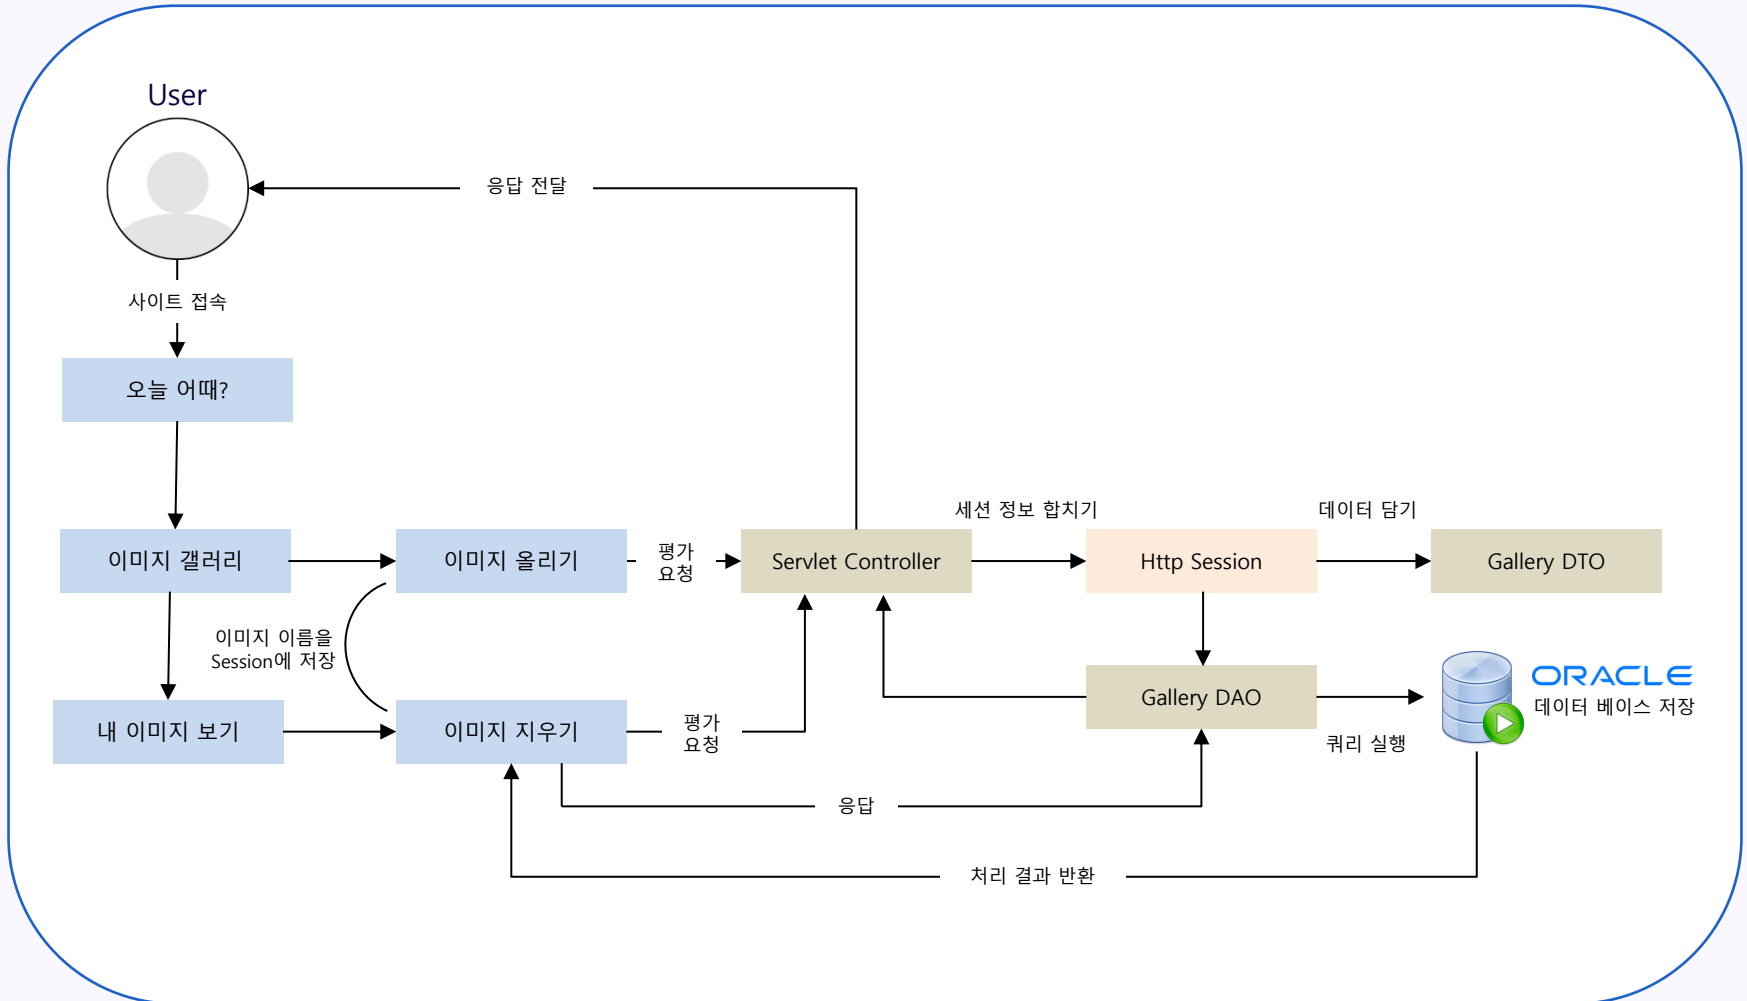 User
응답 전달
사이트 접속
오늘 어때?
세션 정보 합치기
데이터 담기
이미지 갤러리
이미지 올리기
평가
요청
Servlet Controller
Http Session
Gallery DTO
이미지 이름을
Session에 저장
ORACLE
데이터 베이스 저장
Gallery DAO
내 이미지 보기
이미지 지우기
평가
요청
쿼리 실행
응답
처리 결과 반환